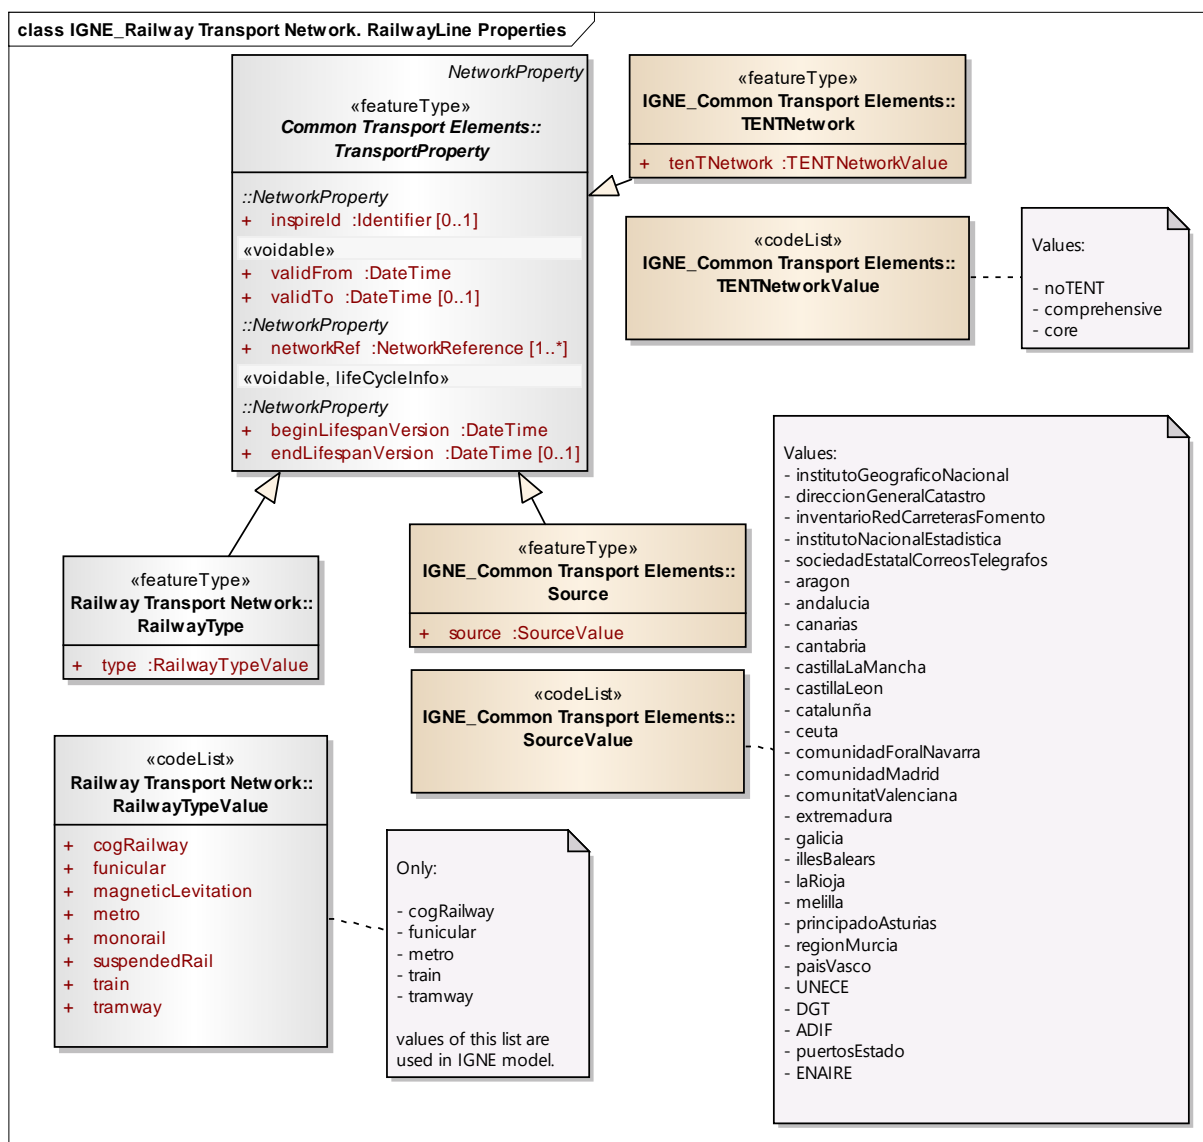 class IGNE_Railway Transport Network. RailwayLine Properties
NetworkProperty
«featureType»
Common Transport Elements::
TransportProperty
::NetworkProperty
+ inspireId :Identifier [0..1]
«voidable»
+ validFrom :DateTime
+ validTo :DateTime [0..1]
::NetworkProperty
+ networkRef :NetworkReference [1..*]
«voidable, lifeCycleInfo»
::NetworkProperty
+ beginLifespanVersion :DateTime
+ endLifespanVersion :DateTime [0..1]
«featureType»
IGNE_Common Transport Elements::
TENTNetwork
+ tenTNetwork :TENTNetworkValue
«codeList»
IGNE_Common Transport Elements::
TENTNetworkValue
Values:
- noTENT
- comprehensive
- core
«featureType»
Railway Transport Network::
RailwayType
+ type :RailwayTypeValue
«featureType»
IGNE_Common Transport Elements::
Source
+ source :SourceValue
«codeList»
IGNE_Common Transport Elements::
SourceValue
Values:
- institutoGeograficoNacional
- direccionGeneralCatastro
- inventarioRedCarreterasFomento
- institutoNacionalEstadistica
- sociedadEstatalCorreosTelegrafos
- aragon
- andalucia
- canarias
- cantabria
- castillaLaMancha
- castillaLeon
- catalunña
- ceuta
- comunidadForalNavarra
- comunidadMadrid
- comunitatValenciana
- extremadura
- galicia
- illesBalears
- laRioja
- melilla
- principadoAsturias
- regionMurcia
- paisVasco
- UNECE
- DGT
- ADIF
- puertosEstado
- ENAIRE
«codeList»
Railway Transport Network::
RailwayTypeValue
+ cogRailway
+ funicular
+ magneticLevitation
+ metro
+ monorail
+ suspendedRail
+ train
+ tramway
Only:
- cogRailway
- funicular
- metro
- train
- tramway
values of this list are
used in IGNE model.